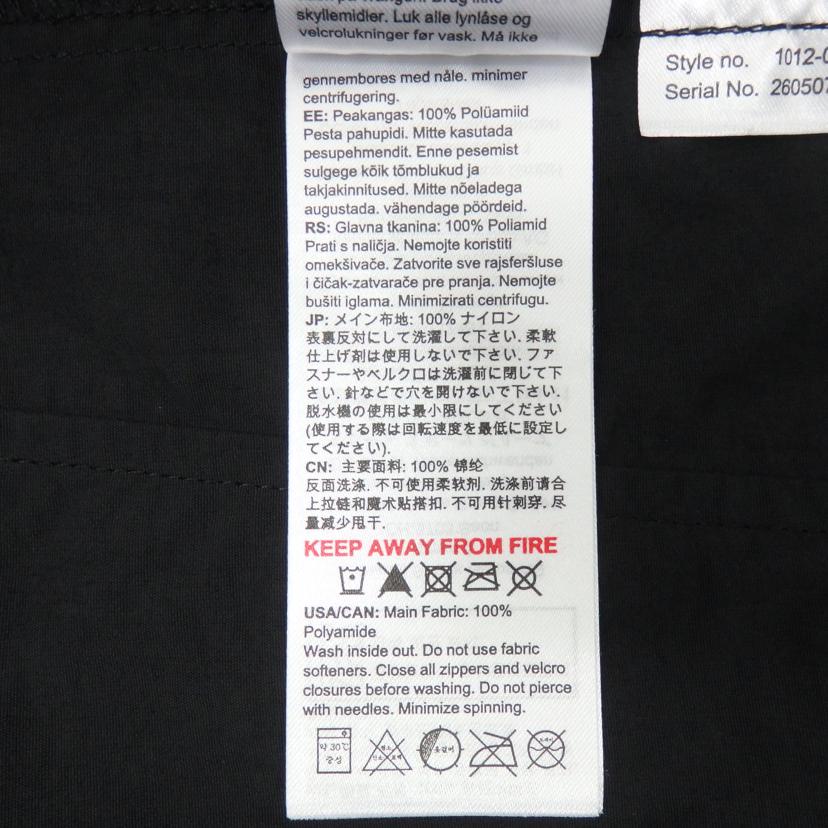 skyllemidler. Luk alle lynlåse og
velcrolukninger før vask. Må ikke
gennembores med nåle. minimer
centrifugering.
EE: Peakangas: 100% Polüamiid
Pesta pahupidi. Mitte kasutada
pesupehmendit. Enne pesemist
sulgege kõik tõmblukud ja
takjakinnitused. Mitte nõeladega
augustada. vähendage pöördeid.
RS: Glavna tkanina: 100% Poliamid
Prati s naličja. Nemojte koristiti
omekšivače. Zatvorite sve rajsferšluse
i čičak-zatvarače pre pranja. Nemojte
bušiti iglama. Minimizirati centrifugu.
JP: メイン布地: 100% ナイロン
表裏反対にして洗濯して下さい. 柔軟
仕上げ剤は使用しないで下さい. ファ
スナーやベルクロは洗濯前に閉じて下
さい. 針などで穴を開けないで下さい.
脱水機の使用は最小限にしてください
(使用する際は回転速度を最低に設定し
てください).
CN: 主要面料: 100% 锦纶
反面洗涤. 不可使用柔软剂. 洗涤前请合
上拉链和魔术贴搭扣. 不可用针刺穿. 尽
量减少甩干.
KEEP AWAY FROM FIRE
USA/CAN: Main Fabric: 100%
Polyamide
Wash inside out. Do not use fabric
softeners. Close all zippers and velcro
closures before washing. Do not pierce
with needles. Minimize spinning.
약 30℃
중성
Style no. 1012-0
Serial No. 260507